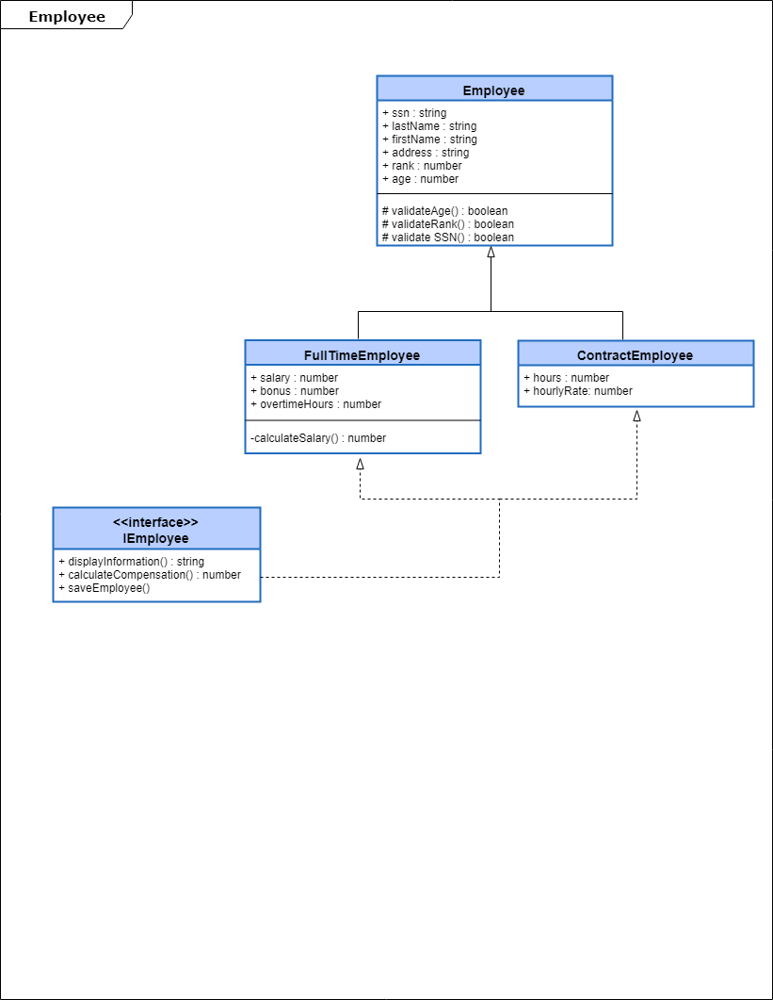 Employee
Employee
+ ssn : string
+ lastName : string
+ firstName : string
+ address : string
+ rank : number
+ age : number
# validateAge() : boolean
# validateRank() : boolean
# validate SSN() : boolean
FullTimeEmployee
+ salary : number
+ bonus : number
+ overtimeHours : number
-calculateSalary() : number
ContractEmployee
+ hours : number
+ hourlyRate: number
<<interface>>
IEmployee
+ displayInformation() : string
+ calculateCompensation() : number
+ saveEmployee()